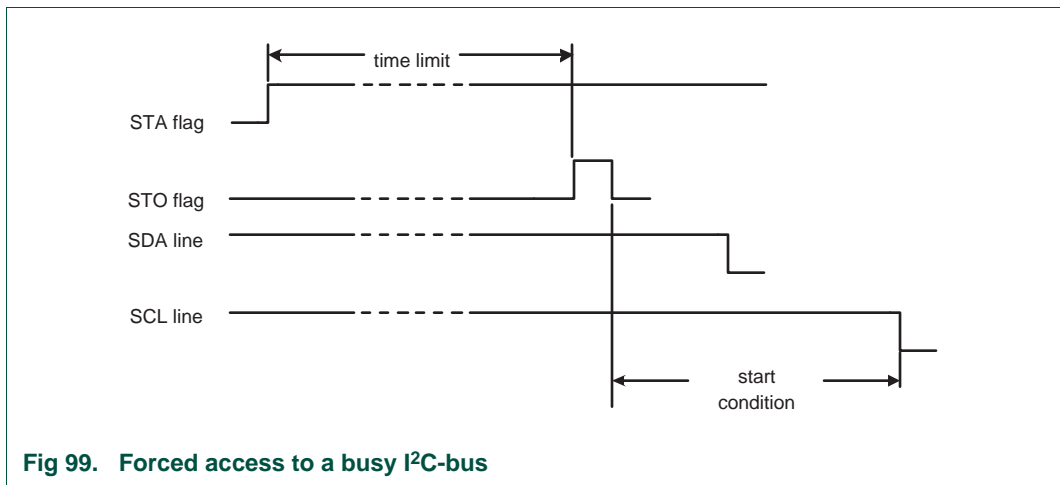 time limit
STA flag
STO flag
SDA line
SCL line
start
condition
Fig 99. Forced access to a busy I²C-bus